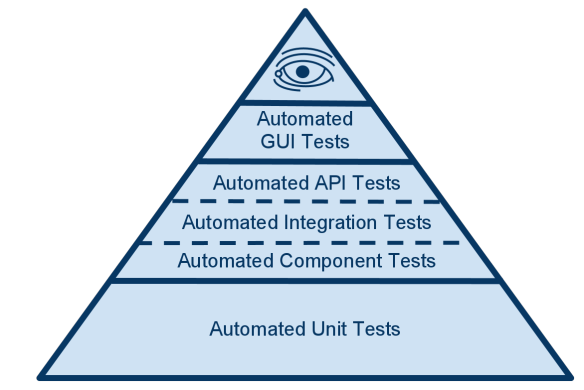 Automated
GUI Tests
Automated API Tests
Automated Integration Tests
Automated Component Tests
Automated Unit Tests